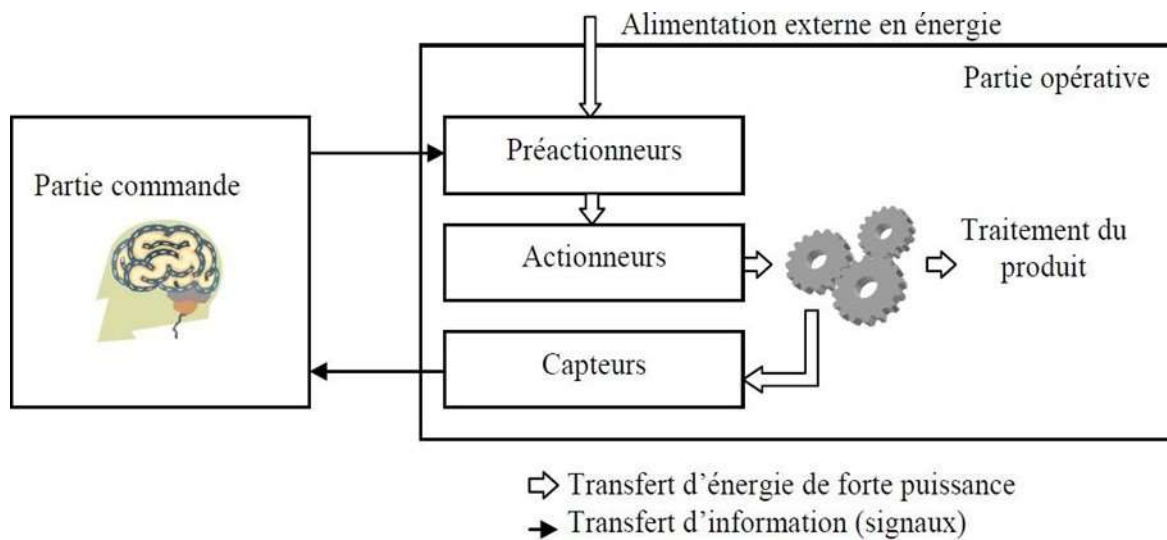 Alimentation externe en énergie
Partie opérative
Préactionneurs
Partie commande
Actionneurs
Traitement du
produit
Capteurs
Transfert d'énergie de forte puissance
Transfert d'information (signaux)